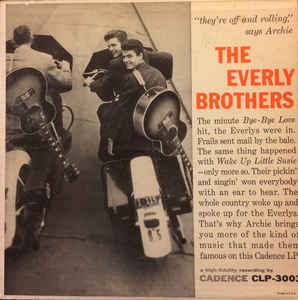 "they're off and rolling,"
says Archie
THE
EVERLY
BROTHERS
The minute Bye-Bye Love
hit, the Everlys were in.
Frails sent mail by the bale.
The same thing happened
with Wake Up Little Susie
—only more so. Their pickin'
and singin' won everybody
with an ear to hear. The
whole country woke up and
spoke up for the Everlys.
That's why Archie brings
you more of the kind of
music that made them
famous on this Cadence LP
a high-fidelity recording by
CADENCE CLP-3003